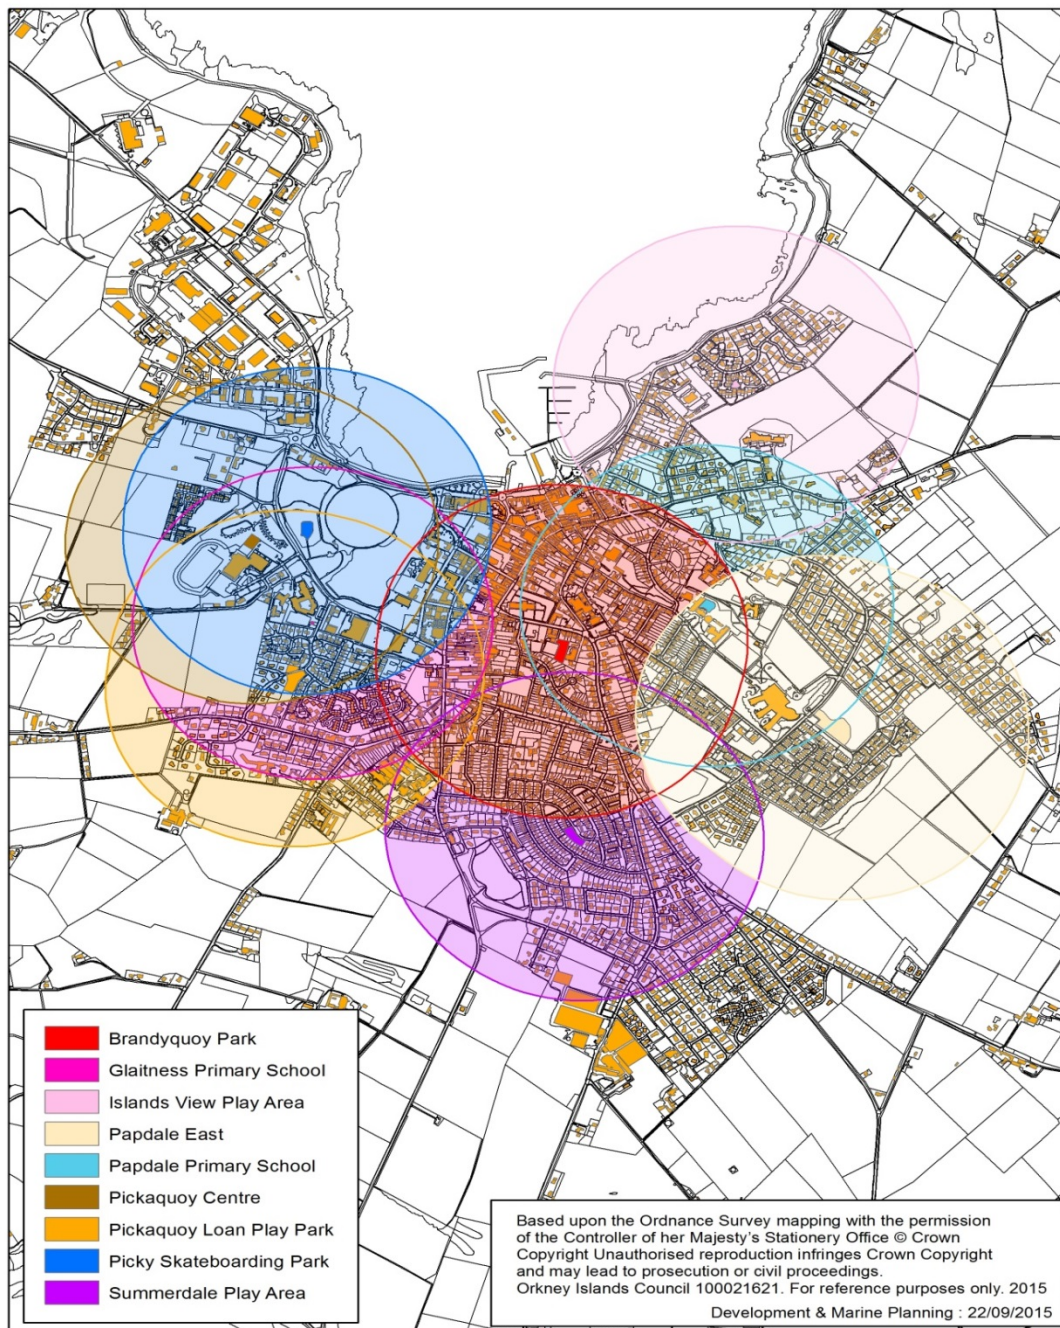 Brandyquoy Park
Glaitness Primary School
Islands View Play Area
Papdale East
Papdale Primary School
Pickaquoy Centre
Pickaquoy Loan Play Park
Picky Skateboarding Park
Summerdale Play Area
Based upon the Ordnance Survey mapping with the permission
of the Controller of her Majesty's Stationery Office © Crown
Copyright Unauthorised reproduction infringes Crown Copyright
and may lead to prosecution or civil proceedings.
Orkney Islands Council 100021621. For reference purposes only. 2015
Development & Marine Planning : 22/09/2015